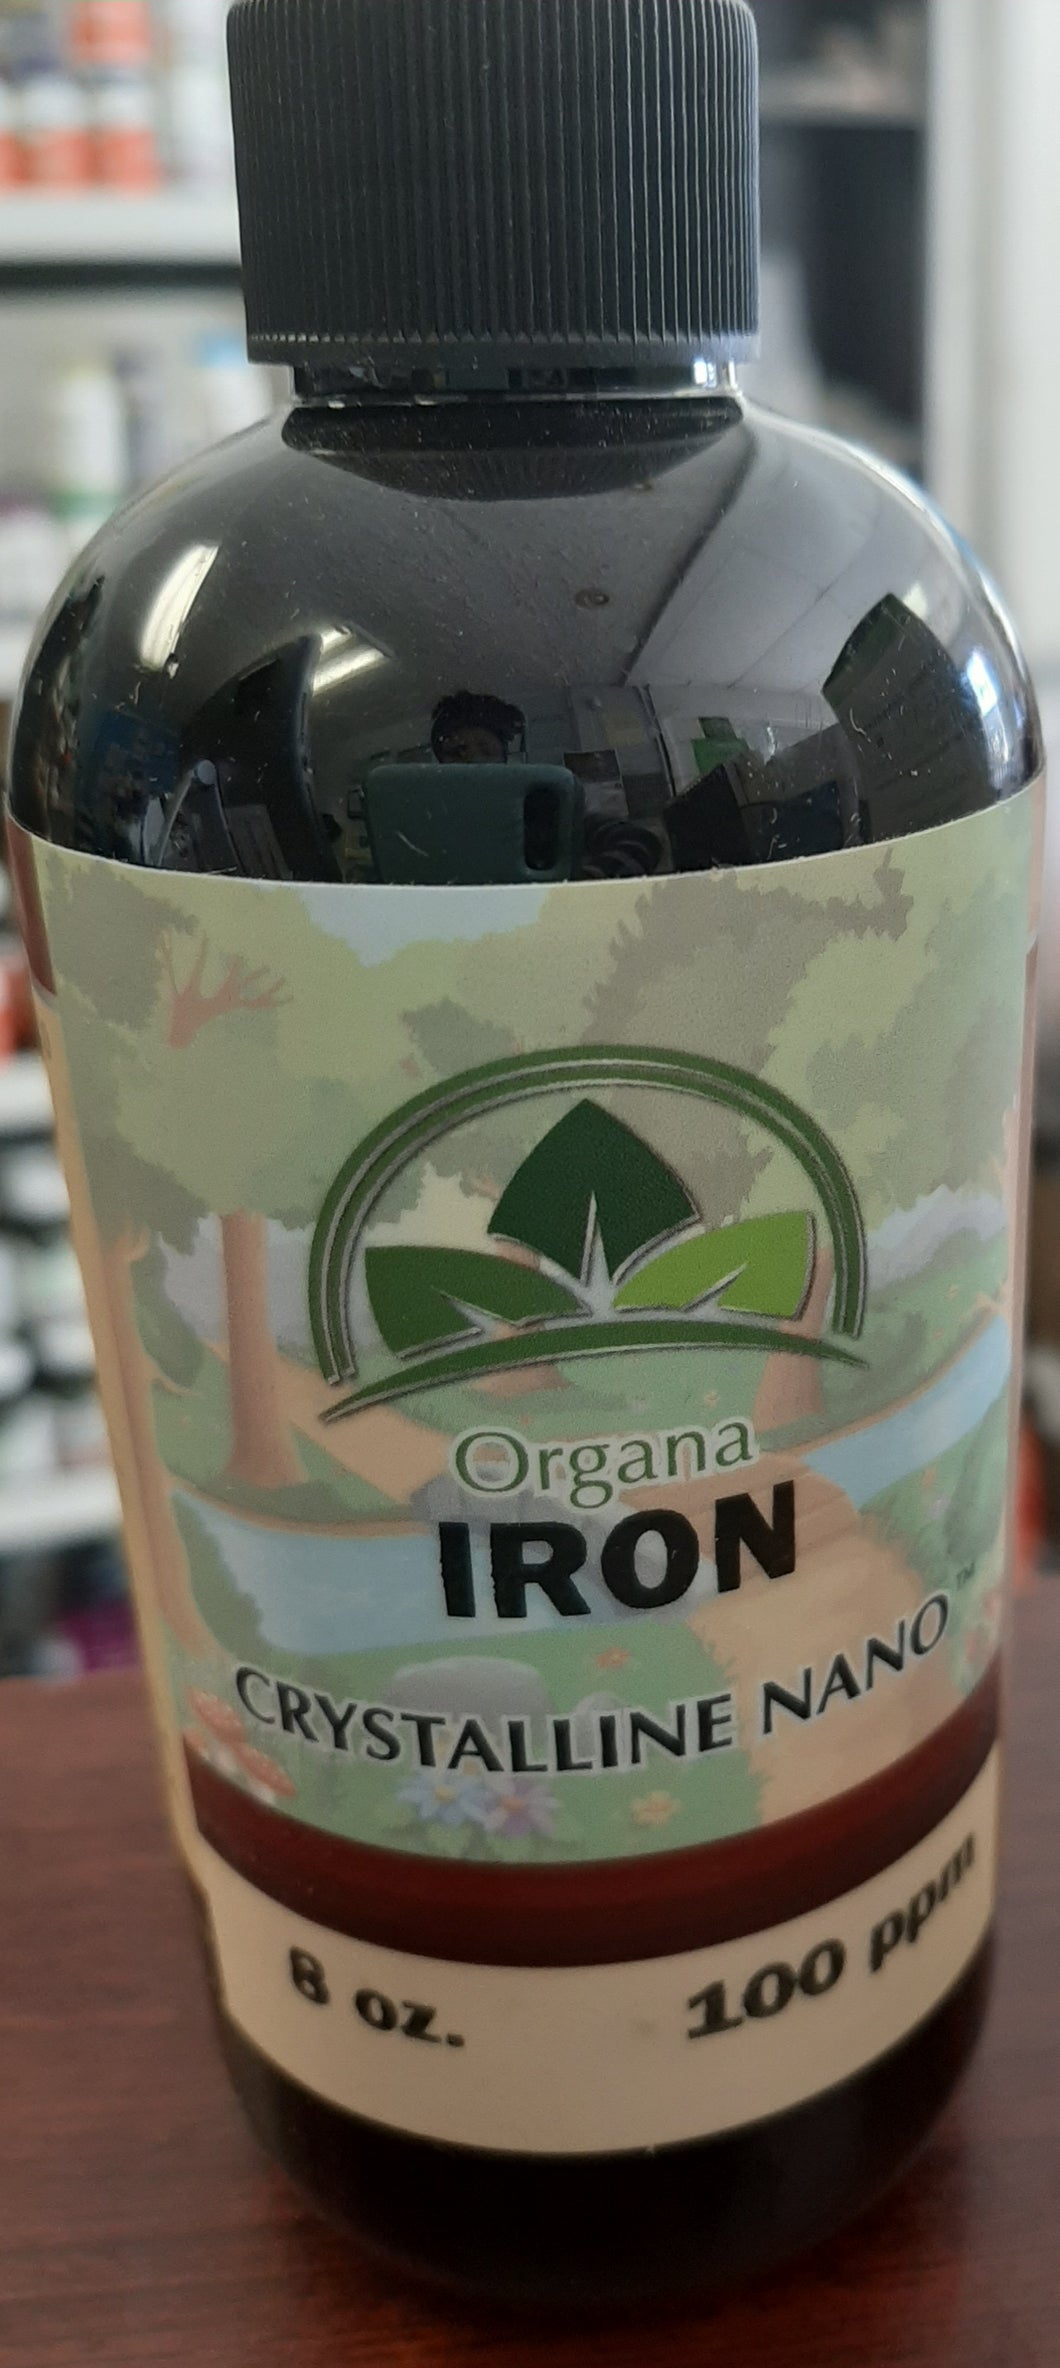 Organa
IRON
CRYSTALLINE NANO™
8 oz. 100 ppm